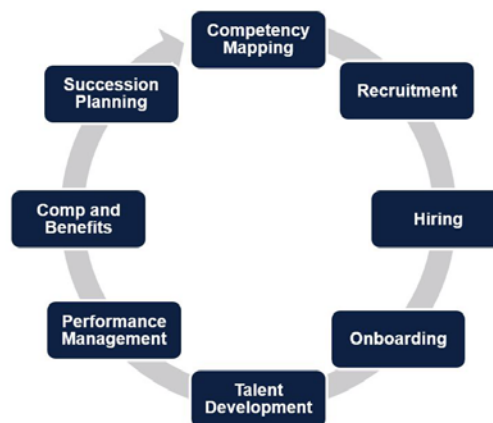 Competency
Mapping
Recruitment
Hiring
Onboarding
Talent
Development
Performance
Management
Comp and
Benefits
Succession
Planning